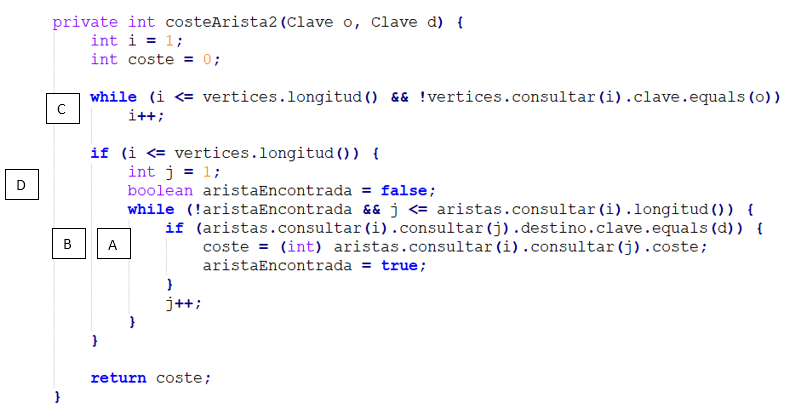 private int costeArista2(Clave o, Clave d) {
int i = 1;
int coste = 0;
while (i <= vertices.longitud() && !vertices.consultar(i).clave.equals(o))
C
i++;
if (i <= vertices.longitud()) {
int j = 1;
D
boolean aristaEncontrada = false;
while (!aristaEncontrada && j <= aristas.consultar(i).longitud()) {
if (aristas.consultar(i).consultar(j).destino.clave.equals(d)) {
B
A
coste = (int) aristas.consultar(i).consultar(j).coste;
aristaEncontrada = true;
}
j++;
}
}
return coste;
}